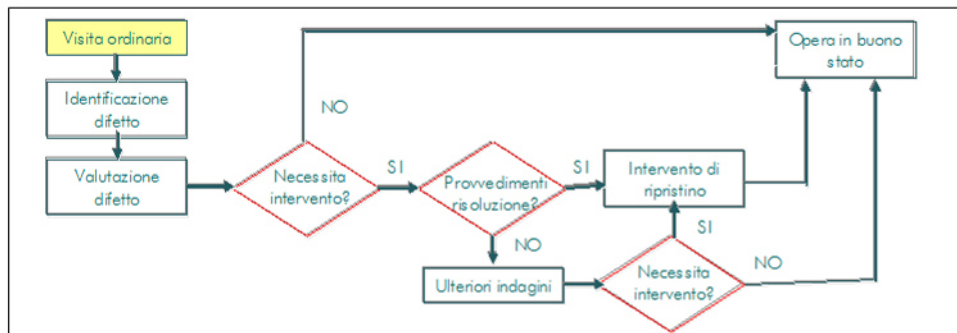 Visita ordinaria
Opera in buono
stato
Identificazione
difetto
NO
Valutazione
difetto
Necessita
intervento?
SI
Provvedimenti
risoluzione?
SI
Intervento di
ripristino
NO
SI
Ulteriori indagini
Necessita
intervento?
NO